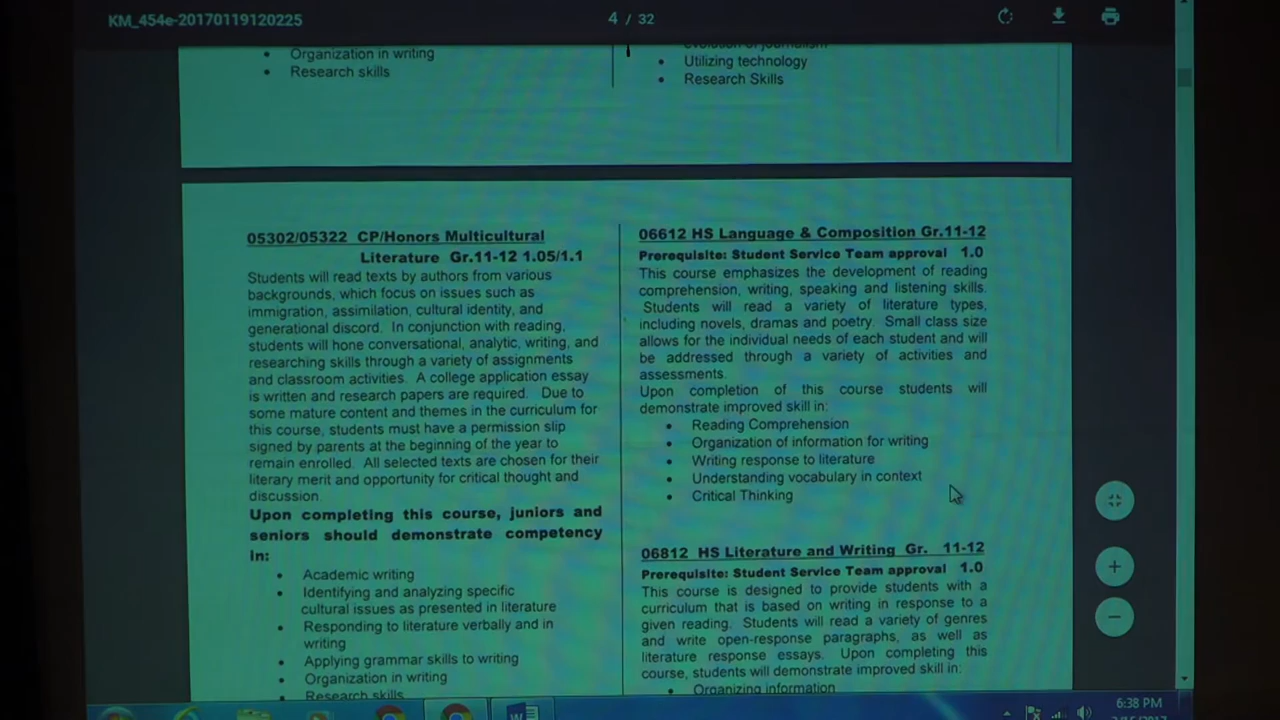 KM_454e-20170119120225
4 / 32
• Organization in writing
• Research skills
evolution of journalism
• Utilizing technology
• Research Skills
05302/05322 CP/Honors Multicultural
Literature Gr.11-12 1.05/1.1
Students will read texts by authors from various
backgrounds, which focus on issues such as
immigration, assimilation, cultural identity, and
generational discord. In conjunction with reading,
students will hone conversational, analytic, writing, and
researching skills through a variety of assignments
and classroom activities. A college application essay
is written and research papers are required. Due to
some mature content and themes in the curriculum for
this course, students must have a permission slip
signed by parents at the beginning of the year to
remain enrolled. All selected texts are chosen for their
literary merit and opportunity for critical thought and
discussion.
Upon completing this course, juniors and
seniors should demonstrate competency
in:
• Academic writing
• Identifying and analyzing specific
cultural issues as presented in literature
• Responding to literature verbally and in
writing
• Applying grammar skills to writing
• Organization in writing
• Research skills
06612 HS Language & Composition Gr.11-12
Prerequisite: Student Service Team approval 1.0
This course emphasizes the development of reading
comprehension, writing, speaking and listening skills.
Students will read a variety of literature types,
including novels, dramas and poetry. Small class size
allows for the individual needs of each student and will
be addressed through a variety of activities and
assessments.
Upon completion of this course students will
demonstrate improved skill in:
• Reading Comprehension
• Organization of information for writing
• Writing response to literature
• Understanding vocabulary in context
• Critical Thinking
06812 HS Literature and Writing Gr. 11-12
Prerequisite: Student Service Team approval 1.0
This course is designed to provide students with a
curriculum that is based on writing in response to a
given reading. Students will read a variety of genres
and write open-response paragraphs, as well as
literature response essays. Upon completing this
course, students will demonstrate improved skill in:
• Organizing information
6:38 PM